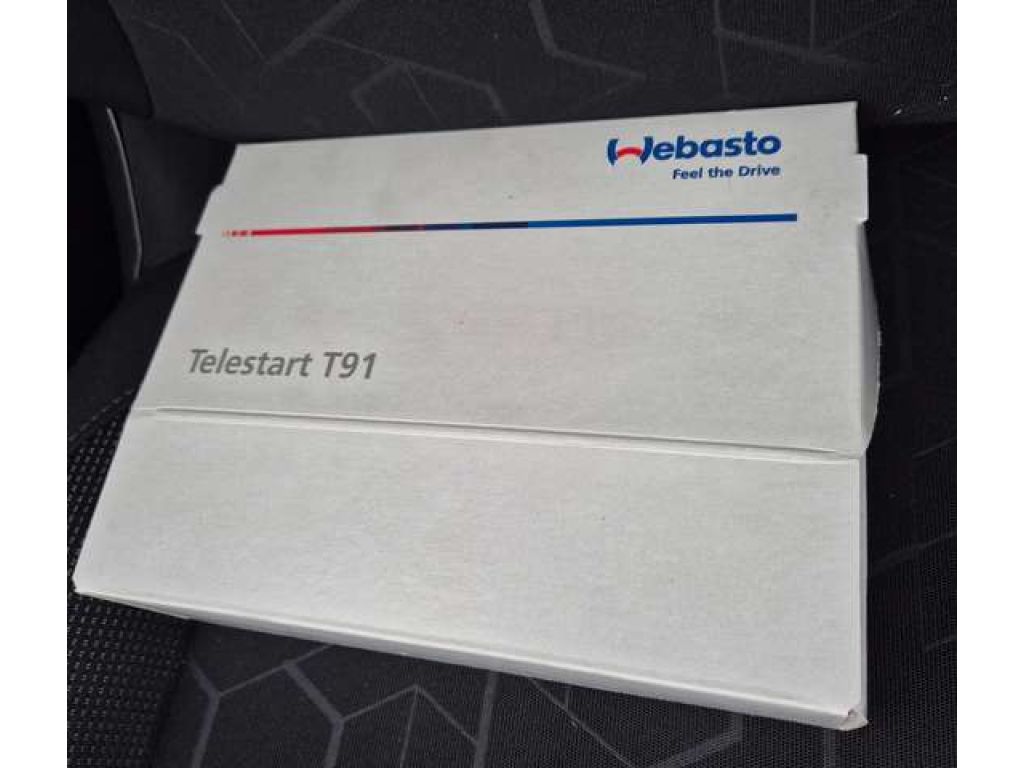 Webasto
Feel the Drive
Telestart T91